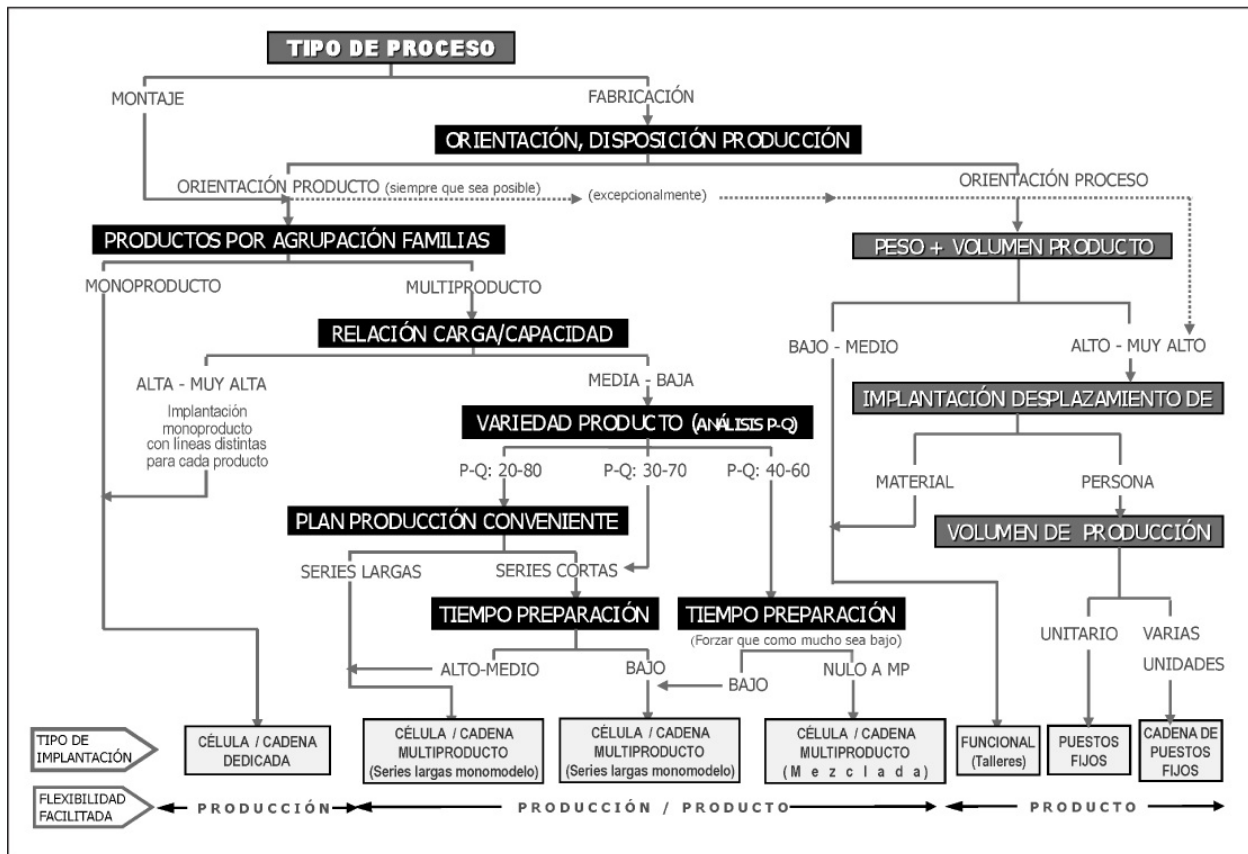 TIPO DE PROCESO
MONTAJE
FABRICACIÓN
ORIENTACIÓN, DISPOSICIÓN PRODUCCIÓN
ORIENTACIÓN PRODUCTO (siempre que sea posible)
(excepcionalmente)
ORIENTACIÓN PROCESO
PRODUCTOS POR AGRUPACIÓN FAMILIAS
PESO + VOLUMEN PRODUCTO
MONOPRODUCTO
MULTIPRODUCTO
RELACIÓN CARGA/CAPACIDAD
BAJO - MEDIO
ALTO - MUY ALTO
ALTA - MUY ALTA
MEDIA - BAJA
Implantación
monoproducto
con líneas distintas
para cada producto
IMPLANTACIÓN DESPLAZAMIENTO DE
VARIEDAD PRODUCTO (ANÁLISIS P-Q)
P-Q: 20-80
P-Q: 30-70
P-Q: 40-60
MATERIAL
PERSONA
PLAN PRODUCCIÓN CONVENIENTE
VOLUMEN DE PRODUCCIÓN
SERIES LARGAS
SERIES CORTAS
TIEMPO PREPARACIÓN
TIEMPO PREPARACIÓN
(Forzar que como mucho sea bajo)
UNITARIO
VARIAS
UNIDADES
ALTO-MEDIO
BAJO
BAJO
NULO A MP
TIPO DE
IMPLANTACIÓN
CÉLULA / CADENA
DEDICADA
CÉLULA / CADENA
MULTIPRODUCTO
(Series largas monomodelo)
CÉLULA / CADENA
MULTIPRODUCTO
(Series largas monomodelo)
CÉLULA / CADENA
MULTIPRODUCTO
(Mezclada)
FUNCIONAL
(Talleres)
PUESTOS
FIJOS
CADENA DE
PUESTOS
FIJOS
FLEXIBILIDAD
FACILITADA
PRODUCCIÓN
PRODUCCIÓN / PRODUCTO
PRODUCTO